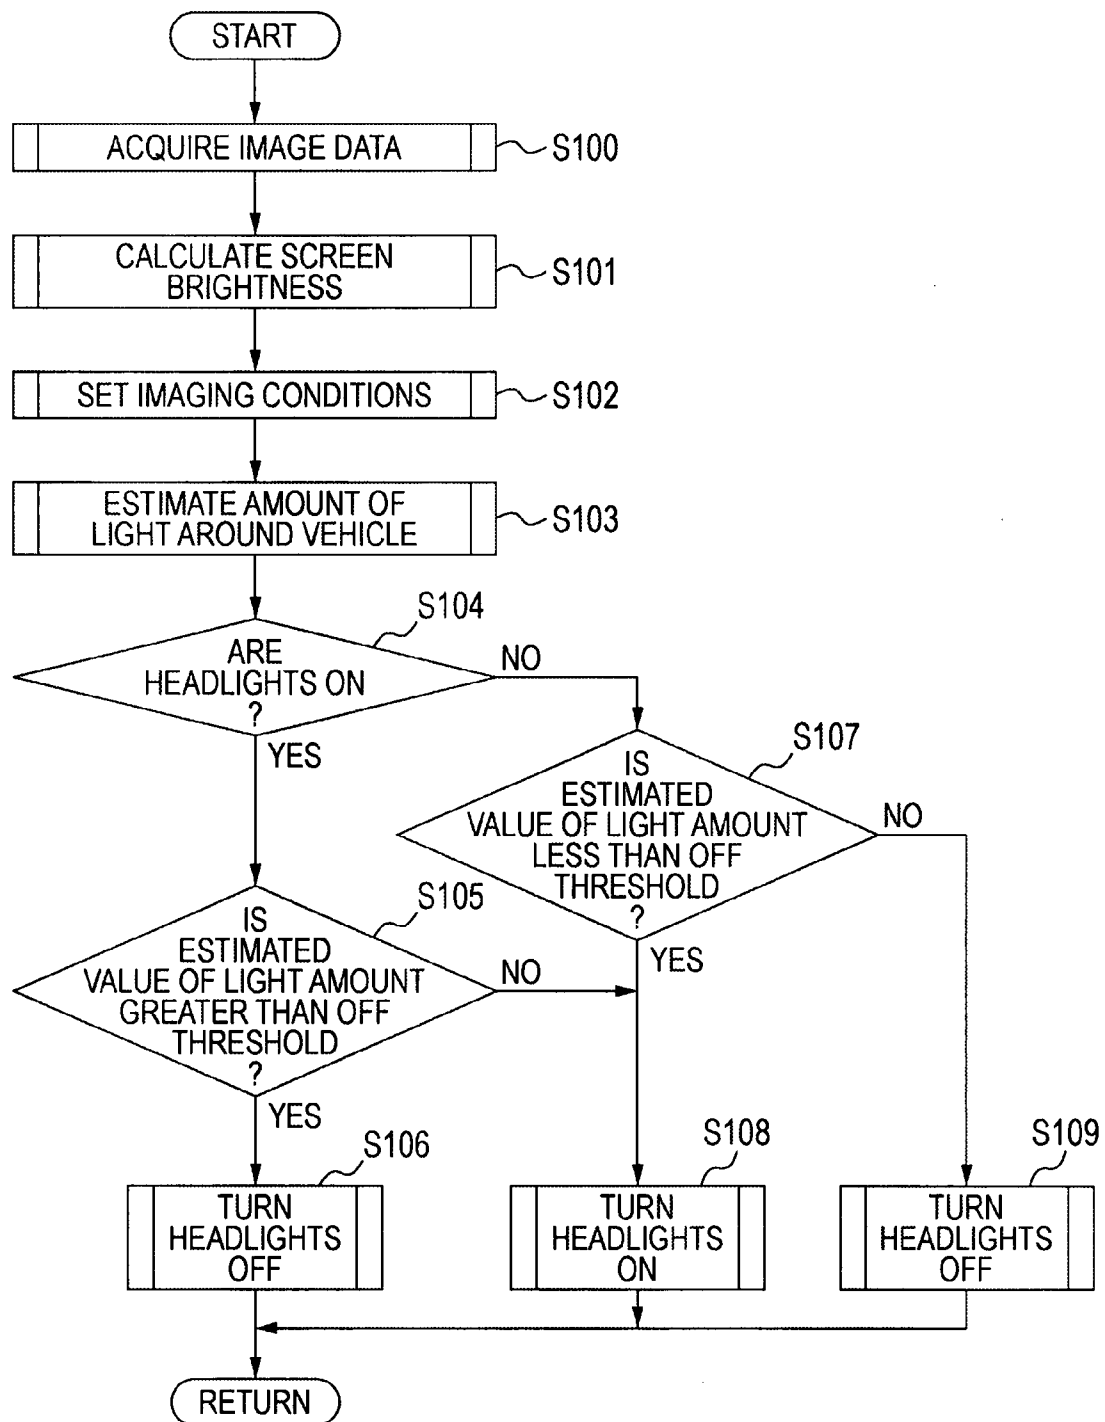 START
ACQUIRE IMAGE DATA
S100
CALCULATE SCREEN
BRIGHTNESS
S101
SET IMAGING CONDITIONS
S102
ESTIMATE AMOUNT OF
LIGHT AROUND VEHICLE
S103
S104
ARE
HEADLIGHTS ON
?
NO
YES
S107
IS
ESTIMATED
VALUE OF LIGHT AMOUNT
LESS THAN OFF
THRESHOLD
?
NO
YES
S105
IS
ESTIMATED
VALUE OF LIGHT AMOUNT
GREATER THAN OFF
THRESHOLD
?
NO
YES
S106
TURN
HEADLIGHTS
OFF
S108
TURN
HEADLIGHTS
ON
S109
TURN
HEADLIGHTS
OFF
RETURN